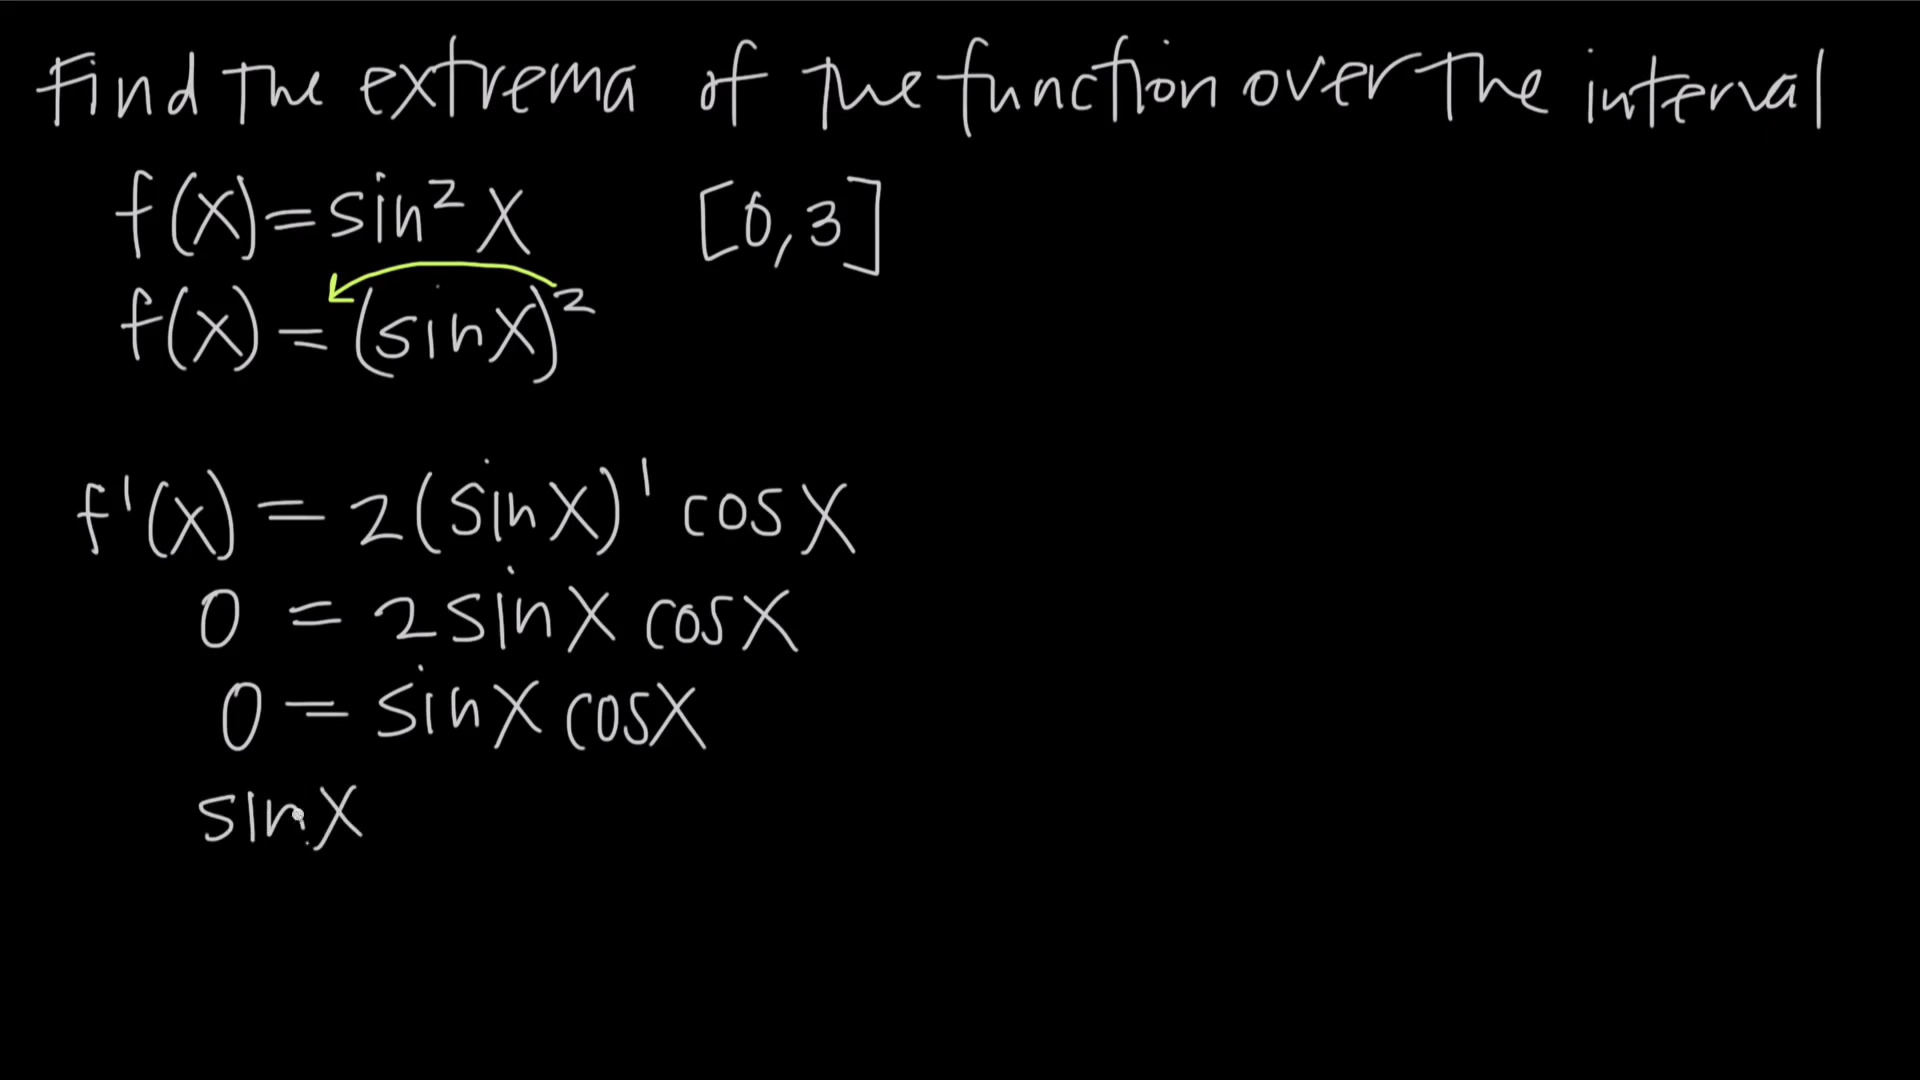 Find the extrema of the function over the interval
f(x)=sin²x [0,3]
f(x) = (sinx)²
f'(x) = 2(sinx)¹ cosx
0 = 2sinx cosx
0 = sinx cosx
sinx